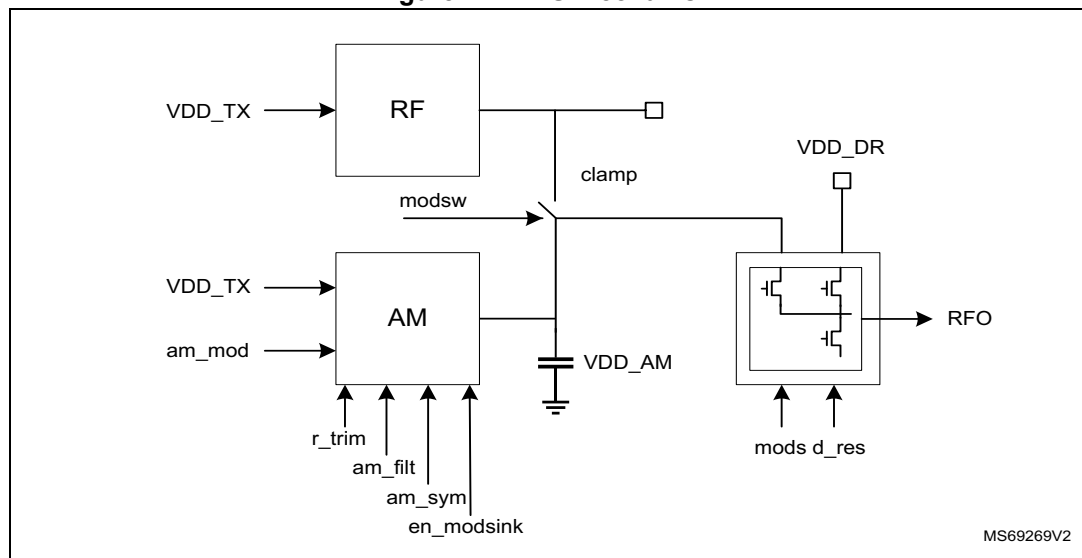 VDD_TX
RF
VDD_DR
clamp
modsw
VDD_TX
AM
am_mod
VDD_AM
RFO
r_trim
am_filt
am_sym
en_modsink
mods d_res
MS69269V2